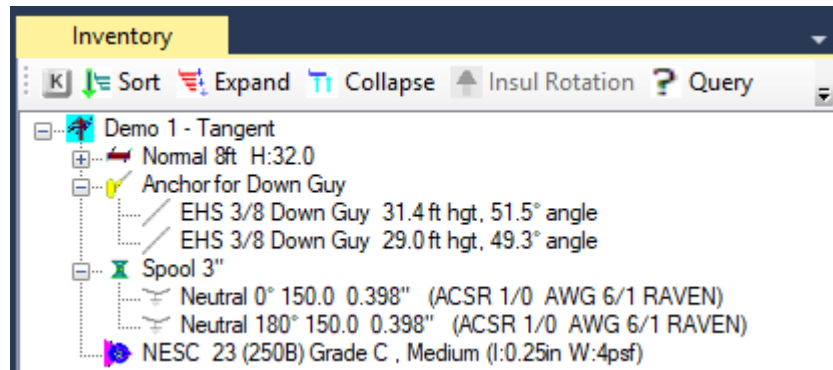 Inventory
K Sort Expand Collapse Insul Rotation ? Query
Demo 1 - Tangent
Normal 8ft H:32.0
Anchor for Down Guy
EHS 3/8 Down Guy 31.4 ft hgt, 51.5° angle
EHS 3/8 Down Guy 29.0 ft hgt, 49.3° angle
Spool 3"
Neutral 0° 150.0 0.398" (ACSR 1/0 AWG 6/1 RAVEN)
Neutral 180° 150.0 0.398" (ACSR 1/0 AWG 6/1 RAVEN)
NESC 23 (250B) Grade C , Medium (I:0.25in W:4psf)